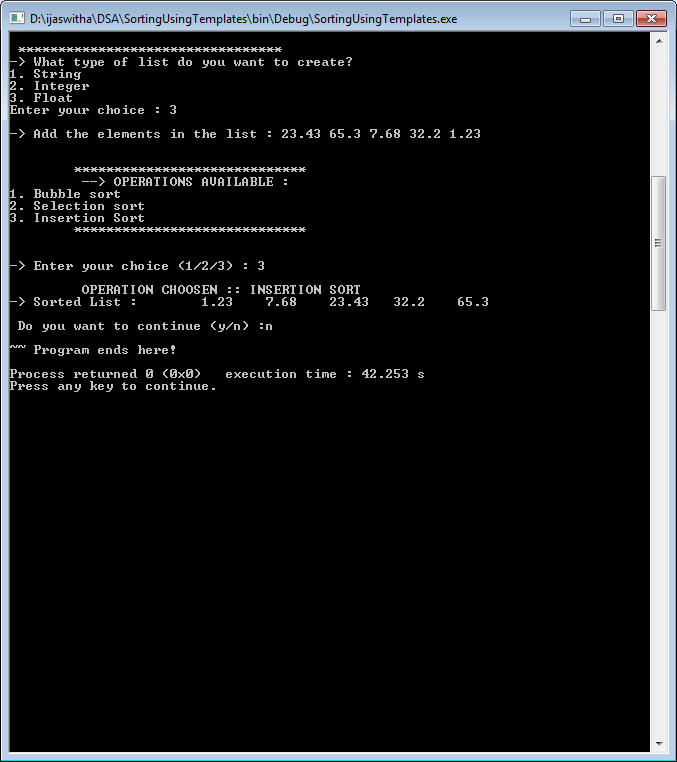 D:\ijaswitha\DSA\SortingUsingTemplates\bin\Debug\SortingUsingTemplates.exe
*********************************
-> What type of list do you want to create?
1. String
2. Integer
3. Float
Enter your choice : 3
-> Add the elements in the list : 23.43 65.3 7.68 32.2 1.23
*****************************
--> OPERATIONS AVAILABLE :
1. Bubble sort
2. Selection sort
3. Insertion Sort
*****************************
-> Enter your choice (1/2/3) : 3
OPERATION CHOOSEN :: INSERTION SORT
-> Sorted List : 1.23 7.68 23.43 32.2 65.3
Do you want to continue (y/n) :n
~~ Program ends here!
Process returned 0 (0x0) execution time : 42.253 s
Press any key to continue.